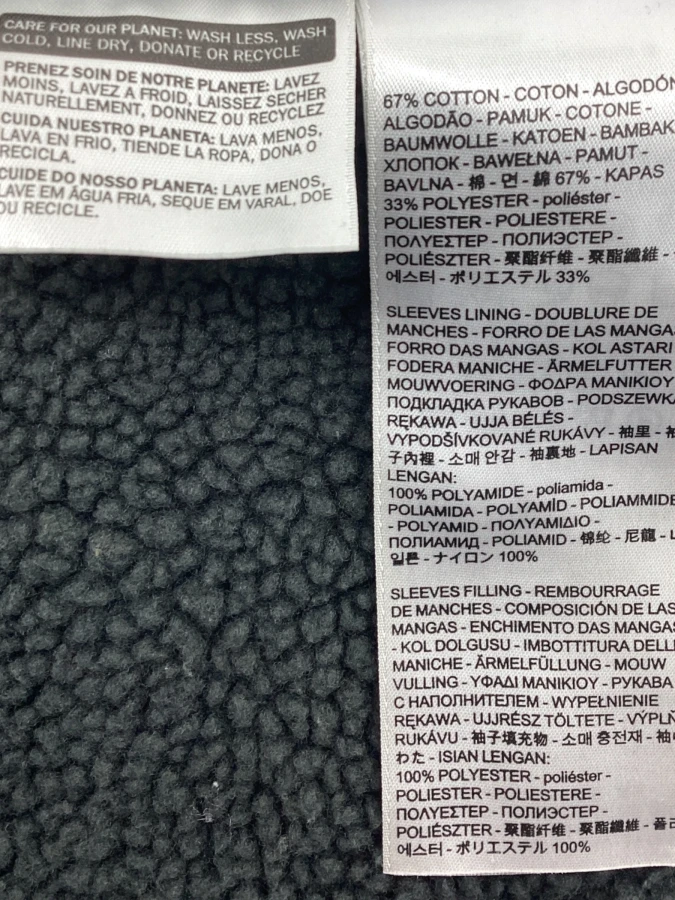 CARE FOR OUR PLANET: WASH LESS, WASH
COLD, LINE DRY, DONATE OR RECYCLE
PRENEZ SOIN DE NOTRE PLANETE: LAVEZ
MOINS, LAVEZ A FROID, LAISSEZ SECHER
NATURELLEMENT, DONNEZ OU RECYCLEZ
CUIDA NUESTRO PLANETA: LAVA MENOS,
LAVA EN FRIO, TIENDE LA ROPA, DONA O
RECICLA.
CUIDE DO NOSSO PLANETA: LAVE MENOS,
LAVE EM ÁGUA FRIA, SEQUE EM VARAL, DOE
OU RECICLE.
67% COTTON - COTON - ALGODÓN
ALGODÃO - PAMUK - COTONE -
BAUMWOLLE - KATOEN - BAMBAK
ХЛОПОК - BAWEŁNA - PAMUT -
BAVLNA - 棉 - 면 - 綿 67% - KAPAS
33% POLYESTER - poliéster -
POLIESTER - POLIESTERE -
ΠΟΛΥΕΣΤΕΡ - ПОЛИЭСТЕР -
POLIÉSZTER - 聚酯纤维 - 聚酯纖維 -
에스터 - ポリエステル 33%
SLEEVES LINING - DOUBLURE DE
MANCHES - FORRO DE LAS MANGAS
FORRO DAS MANGAS - KOL ASTARI
FODERA MANICHE - ÄRMELFUTTER
MOUWVOERING - ΦΟΔΡΑ ΜΑΝΙΚΙΟΥ
ПОДКЛАДКА РУКАВОВ - PODSZEWKA
RĘKAWA - UJJA BÉLÉS -
VYPODŠÍVKOVANÉ RUKÁVY - 袖里 - 袖
子內裡 - 소매 안감 - 袖裏地 - LAPISAN
LENGAN:
100% POLYAMIDE - poliamida -
POLIAMIDA - POLYAMİD - POLIAMMIDE
- POLYAMID - ΠΟΛΥΑΜΙΔΙΟ -
ПОЛИАМИД - POLIAMID - 锦纶 - 尼龍 -
일론 - ナイロン 100%
SLEEVES FILLING - REMBOURRAGE
DE MANCHES - COMPOSICIÓN DE LAS
MANGAS - ENCHIMENTO DAS MANGAS
- KOL DOLGUSU - IMBOTTITURA DELLE
MANICHE - ÄRMELFÜLLUNG - MOUW
VULLING - ΥΦΑΔΙ ΜΑΝΙΚΙΟΥ - РУКАВА
С НАПОЛНИТЕЛЕМ - WYPEŁNIENIE
RĘKAWA - UJJRÉSZ TÖLTETE - VÝPLŇ
RUKÁVU - 袖子填充物 - 소매 충전재 - 袖中
わた - ISIAN LENGAN:
100% POLYESTER - poliéster -
POLIESTER - POLIESTERE -
ΠΟΛΥΕΣΤΕΡ - ПОЛИЭСТЕР -
POLIÉSZTER - 聚酯纤维 - 聚酯纖維 - 폴리
에스터 - ポリエステル 100%